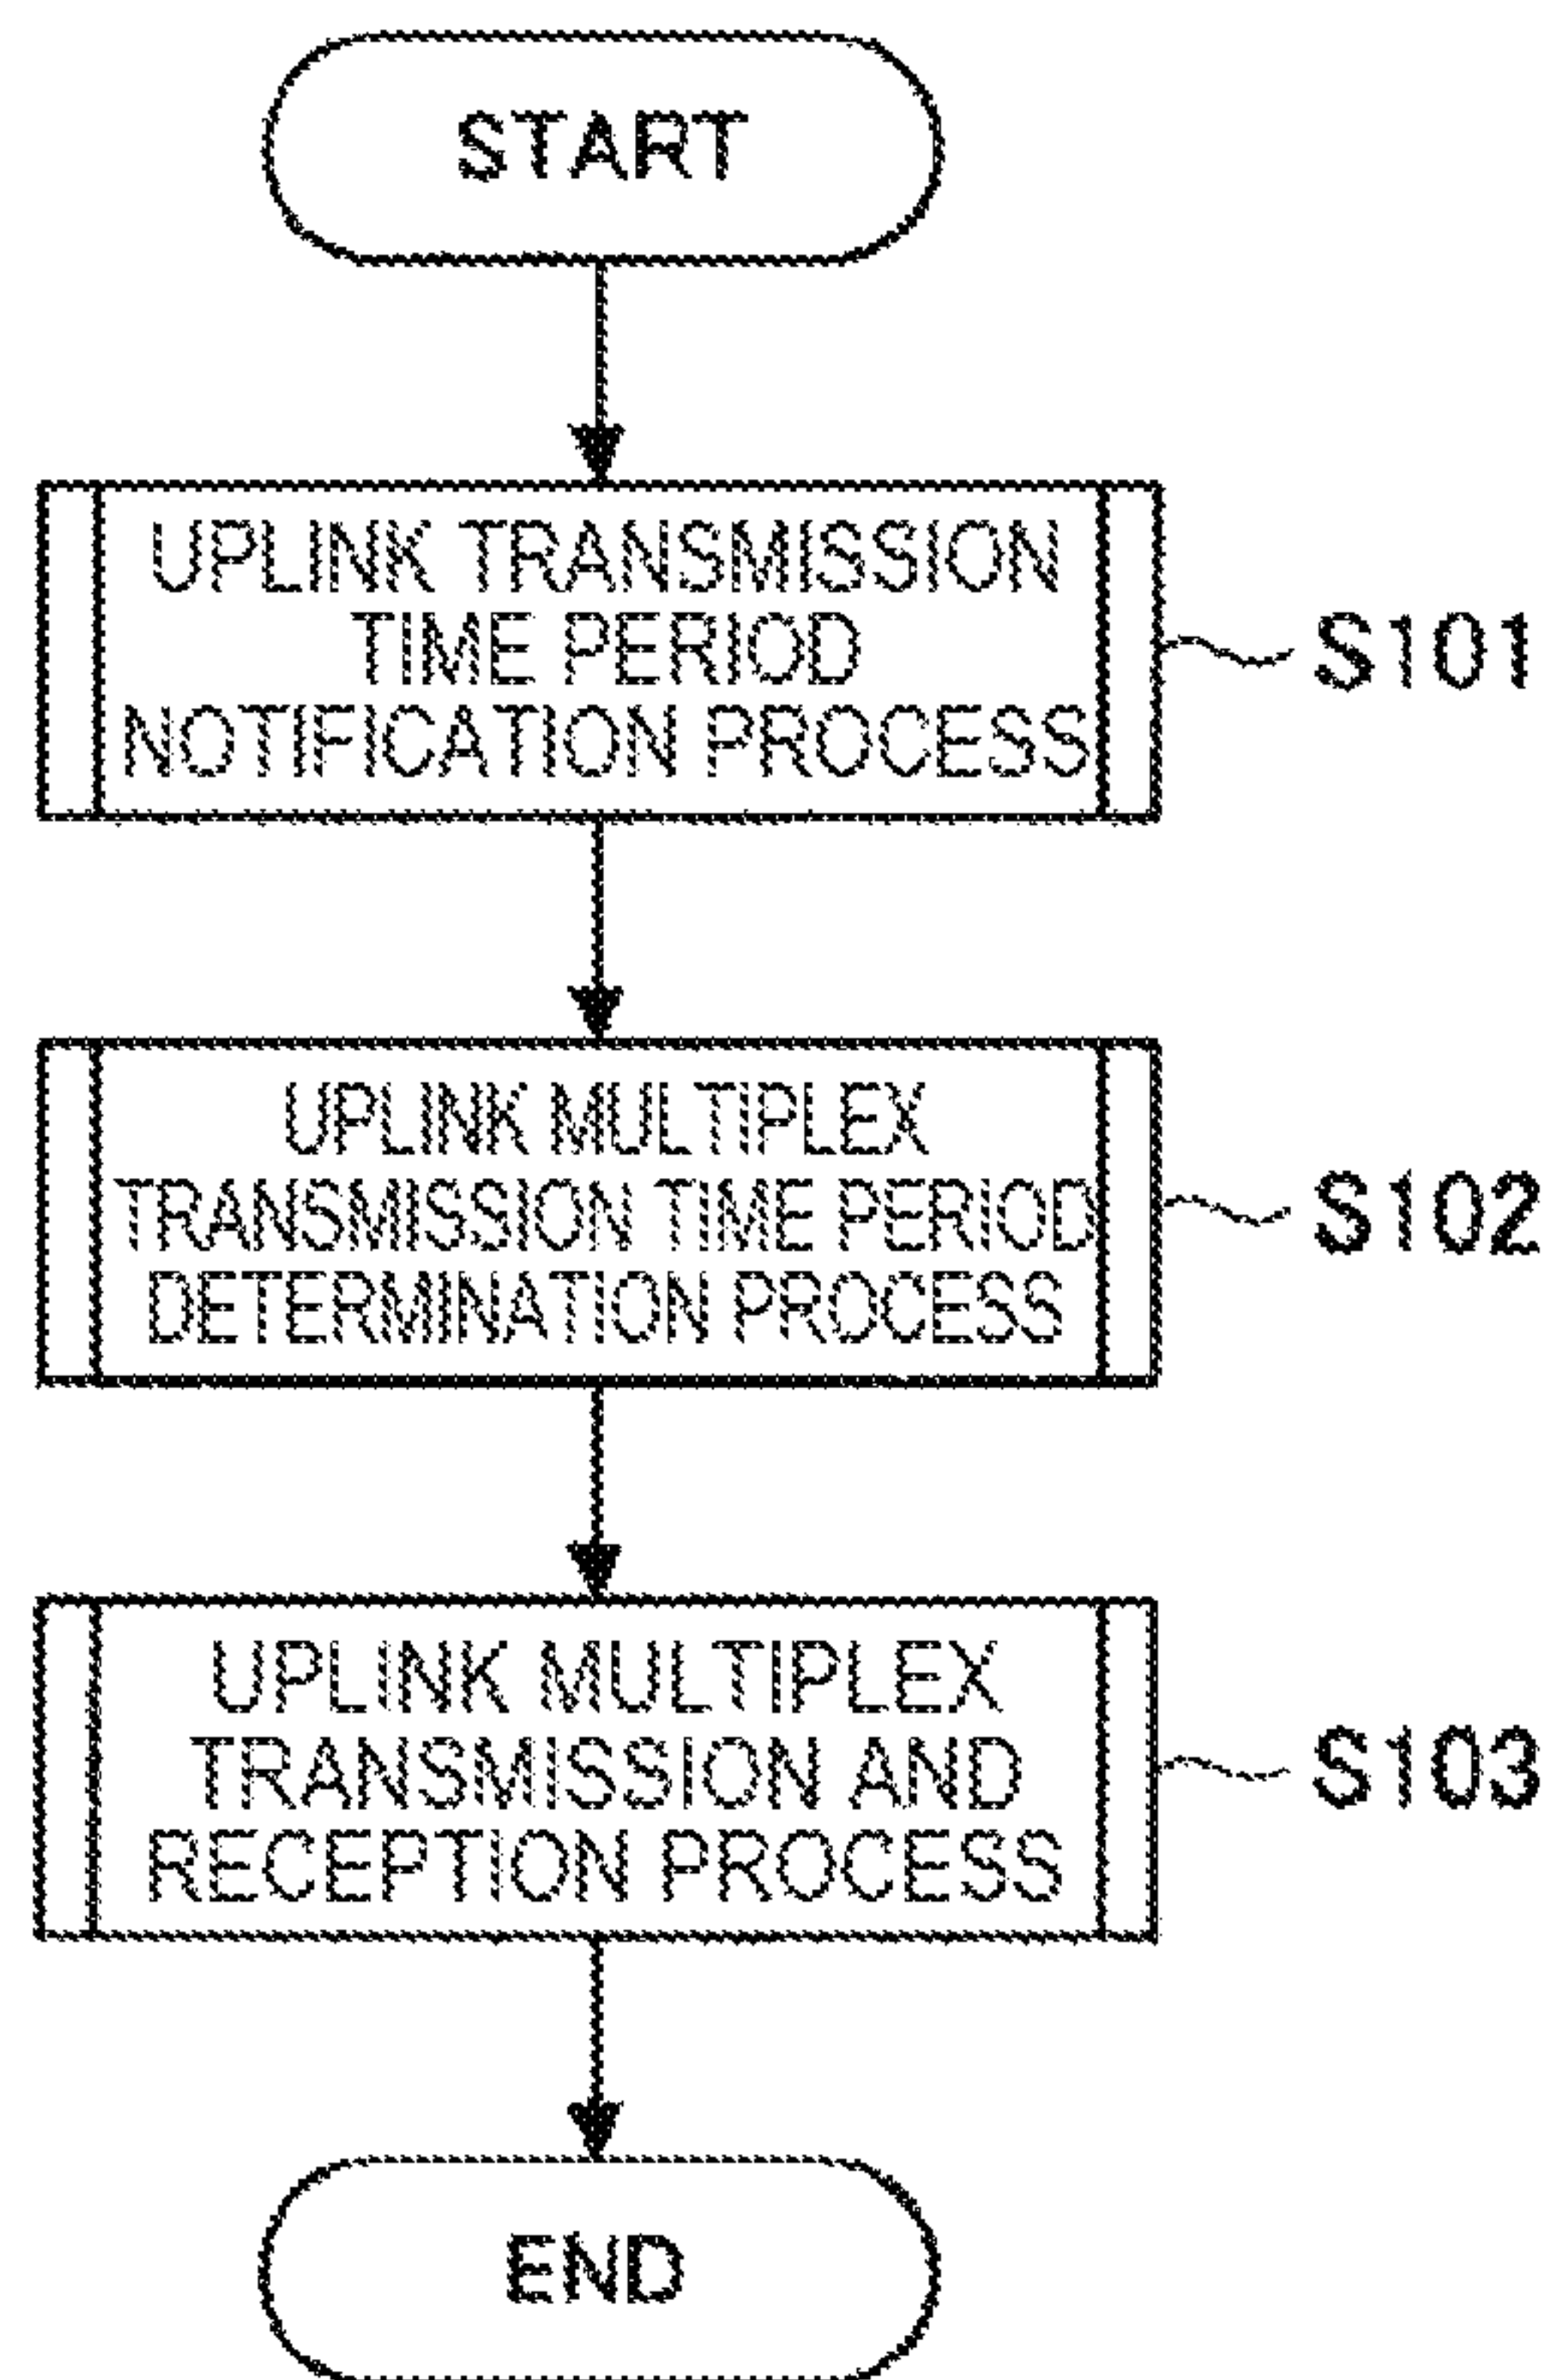 START
UPLINK TRANSMISSION
TIME PERIOD
NOTIFICATION PROCESS
S101
UPLINK MULTIPLEX
TRANSMISSION TIME PERIOD
DETERMINATION PROCESS
S102
UPLINK MULTIPLEX
TRANSMISSION AND
RECEPTION PROCESS
S103
END